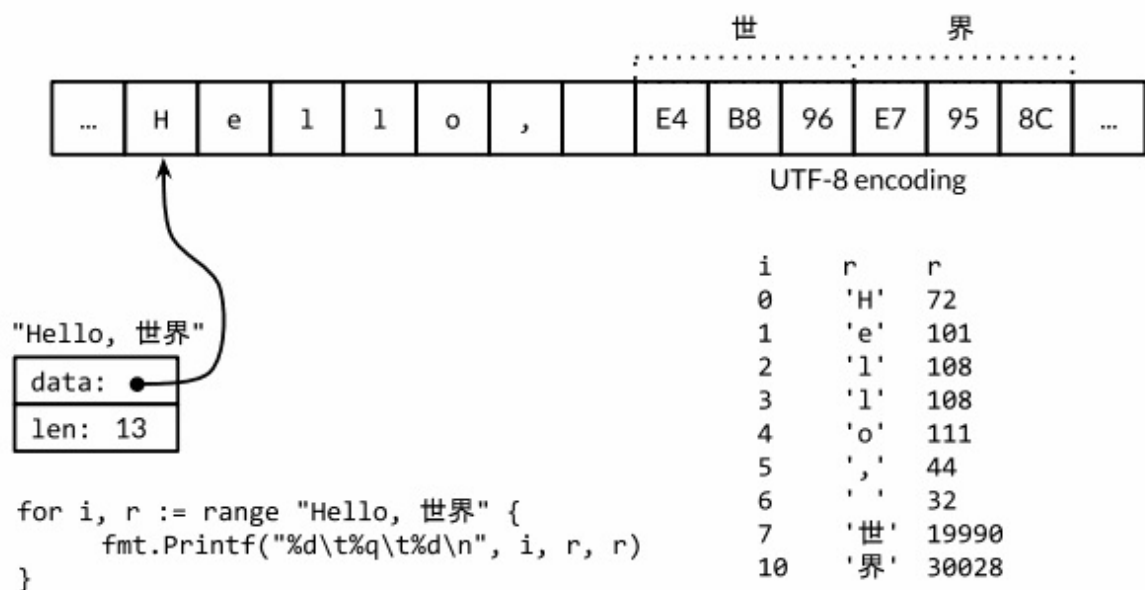 世 界
… H e l l o , E4 B8 96 E7 95 8C …
UTF-8 encoding
"Hello, 世界"
data:
len: 13
for i, r := range "Hello, 世界" {
fmt.Printf("%d\t%q\t%d\n", i, r, r)
}
i r r
0 'H' 72
1 'e' 101
2 'l' 108
3 'l' 108
4 'o' 111
5 ',' 44
6 ' ' 32
7 '世' 19990
10 '界' 30028